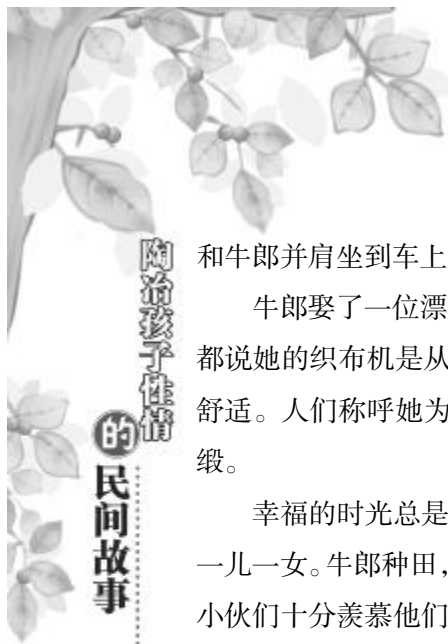 陶冶孩子性情
的民间故事
和牛郎并肩坐到车上
牛郎娶了一位漂
都说她的织布机是从
舒适。人们称呼她为
缎。
幸福的时光总是
一儿一女。牛郎种田，
小伙们十分羡慕他们